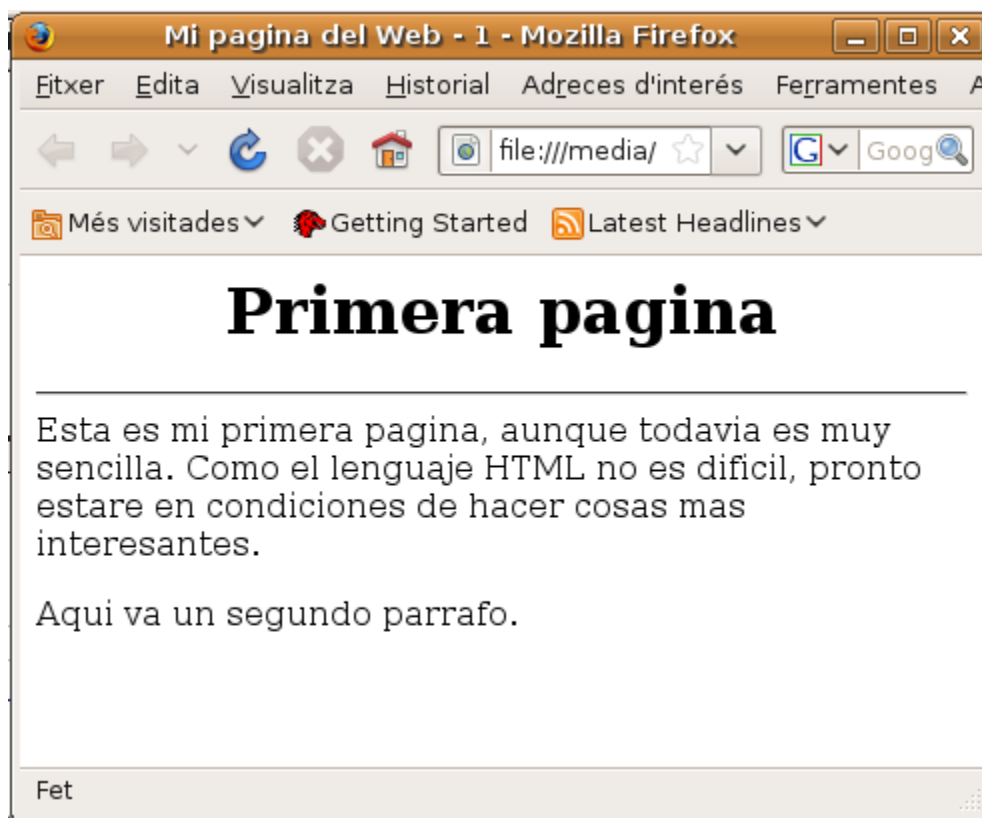 Mi pagina del Web - 1 - Mozilla Firefox
Fitxer Edita Visualitza Historial Adreces d'interés Ferramentes A
file:///media/ G Goog
Més visitades Getting Started Latest Headlines
Primera pagina
Esta es mi primera pagina, aunque todavia es muy
sencilla. Como el lenguaje HTML no es dificil, pronto
estare en condiciones de hacer cosas mas
interesantes.
Aqui va un segundo parrafo.
Fet